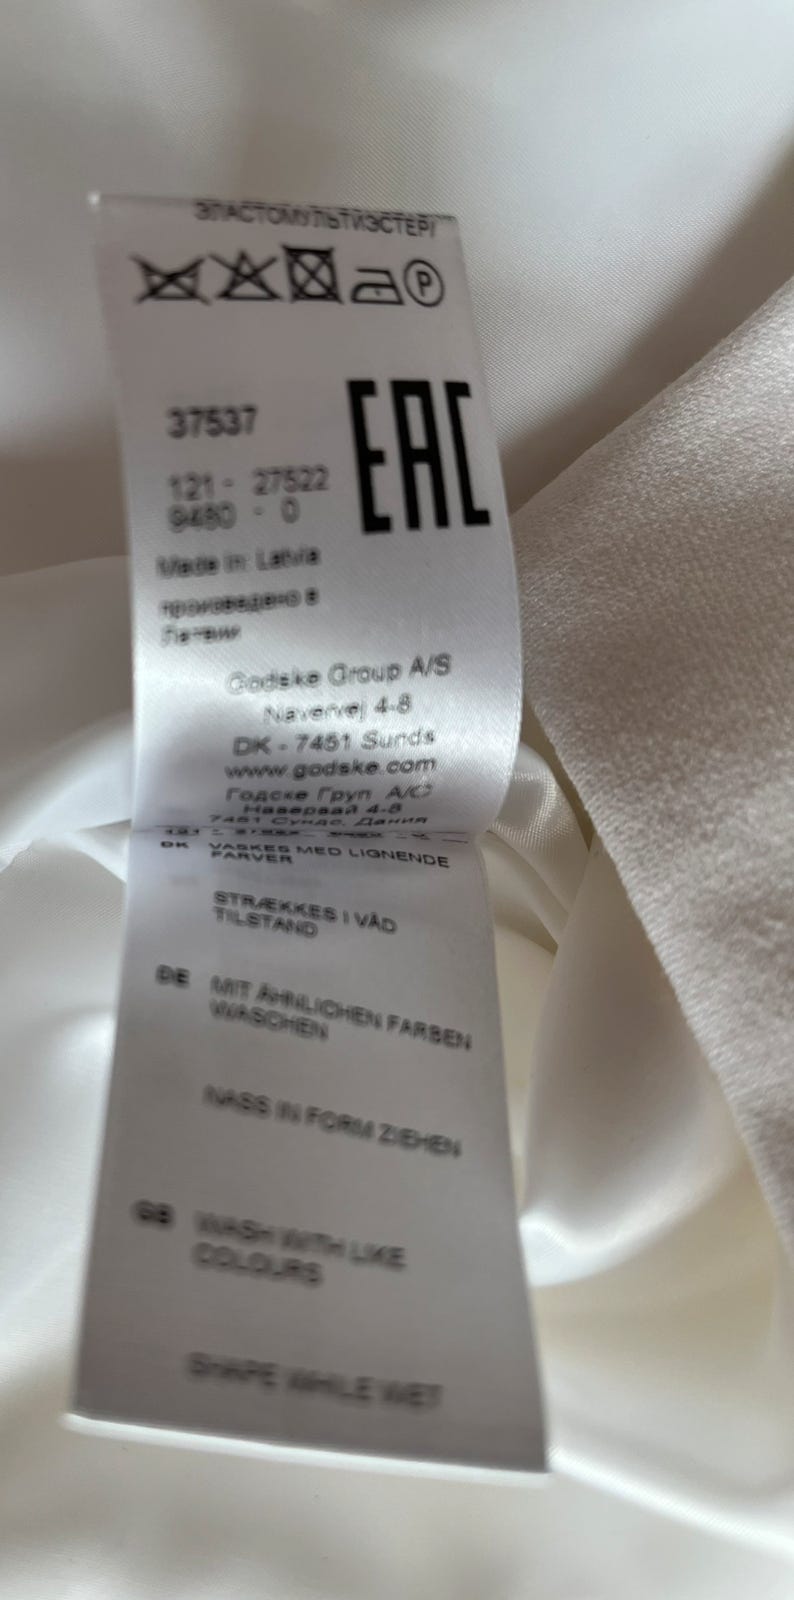 ЭЛАСТОМУЛЬТИЭСТЕР/
P
37537
EAC
121 - 27522
9480 - 0
Made in: Latvia
произведено в
Латвии
Godske Group A/S
Navervej 4-8
DK - 7451 Sunds
www.godske.com
Годске Груп A/C
Навервай 4-8
7451 Сундс, Дания
DK VASKES MED LIGNENDE
FARVER
STRÆKKES I VÅD
TILSTAND
DE MIT ÄHNLICHEN FARBEN
WASCHEN
NASS IN FORM ZIEHEN
GB WASH WITH LIKE
COLOURS
SHAPE WHILE WET